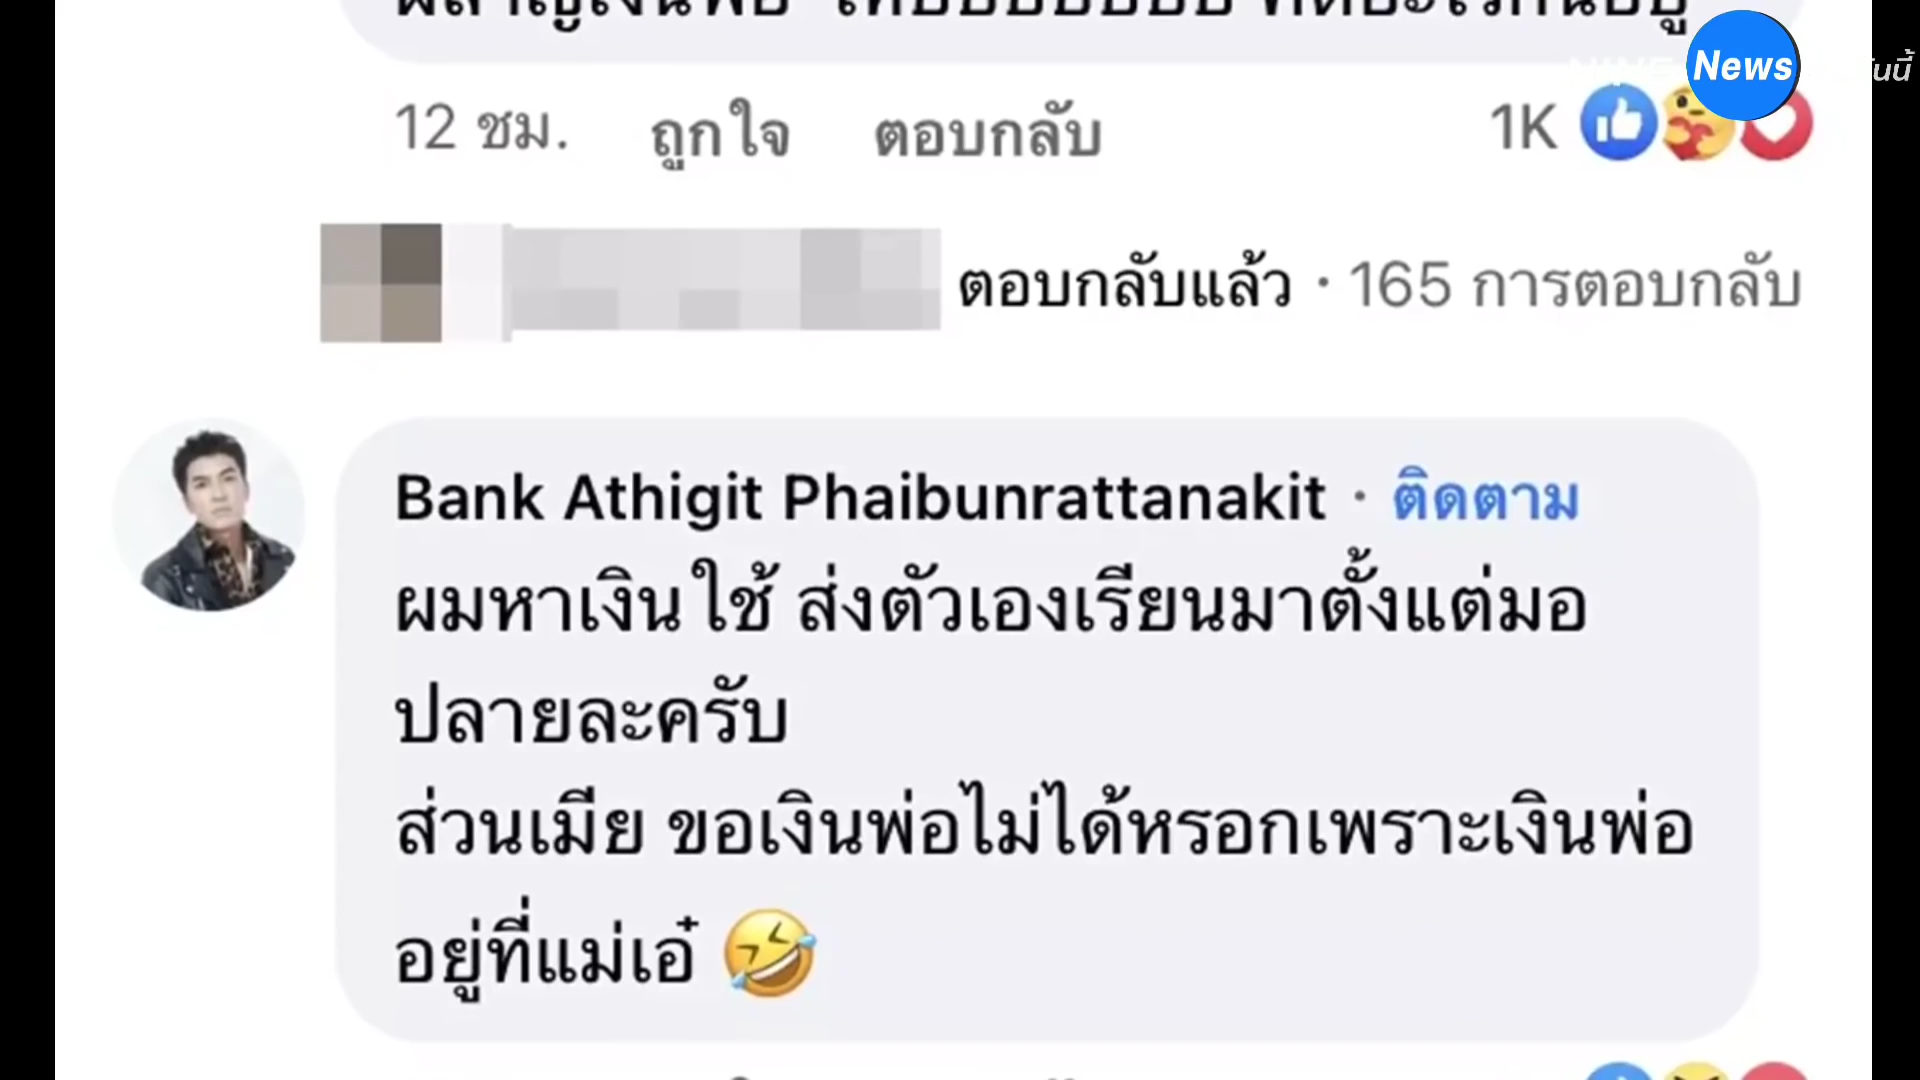 News
วันนี้
12 ชม. ถูกใจ ตอบกลับ 1K
ตอบกลับแล้ว · 165 การตอบกลับ
Bank Athigit Phaibunrattanakit · ติดตาม
ผมหาเงินใช้ ส่งตัวเองเรียนมาตั้งแต่มอ
ปลายละครับ
ส่วนเมีย ขอเงินพ่อไม่ได้หรอกเพราะเงินพ่อ
อยู่ที่แม่เอ๋ 🤣